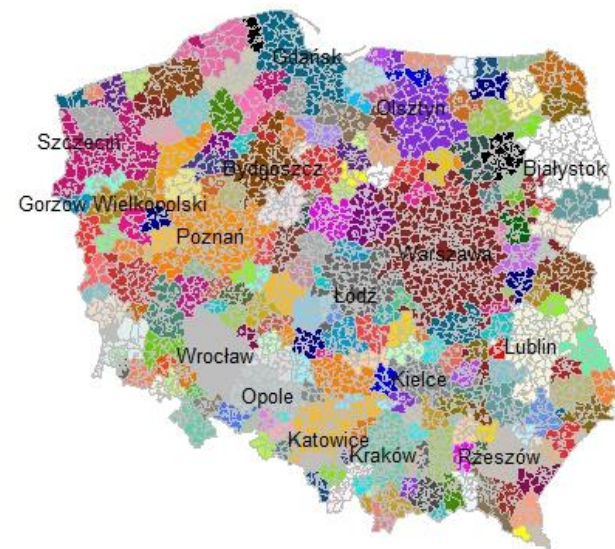 Gdańsk
Olsztyn
Szczecin
Bydgoszcz
Białystok
Gorzów Wielkopolski
Poznań
Warszawa
Łódź
Wrocław
Lublin
Kielce
Opole
Katowice
Kraków
Rzeszów